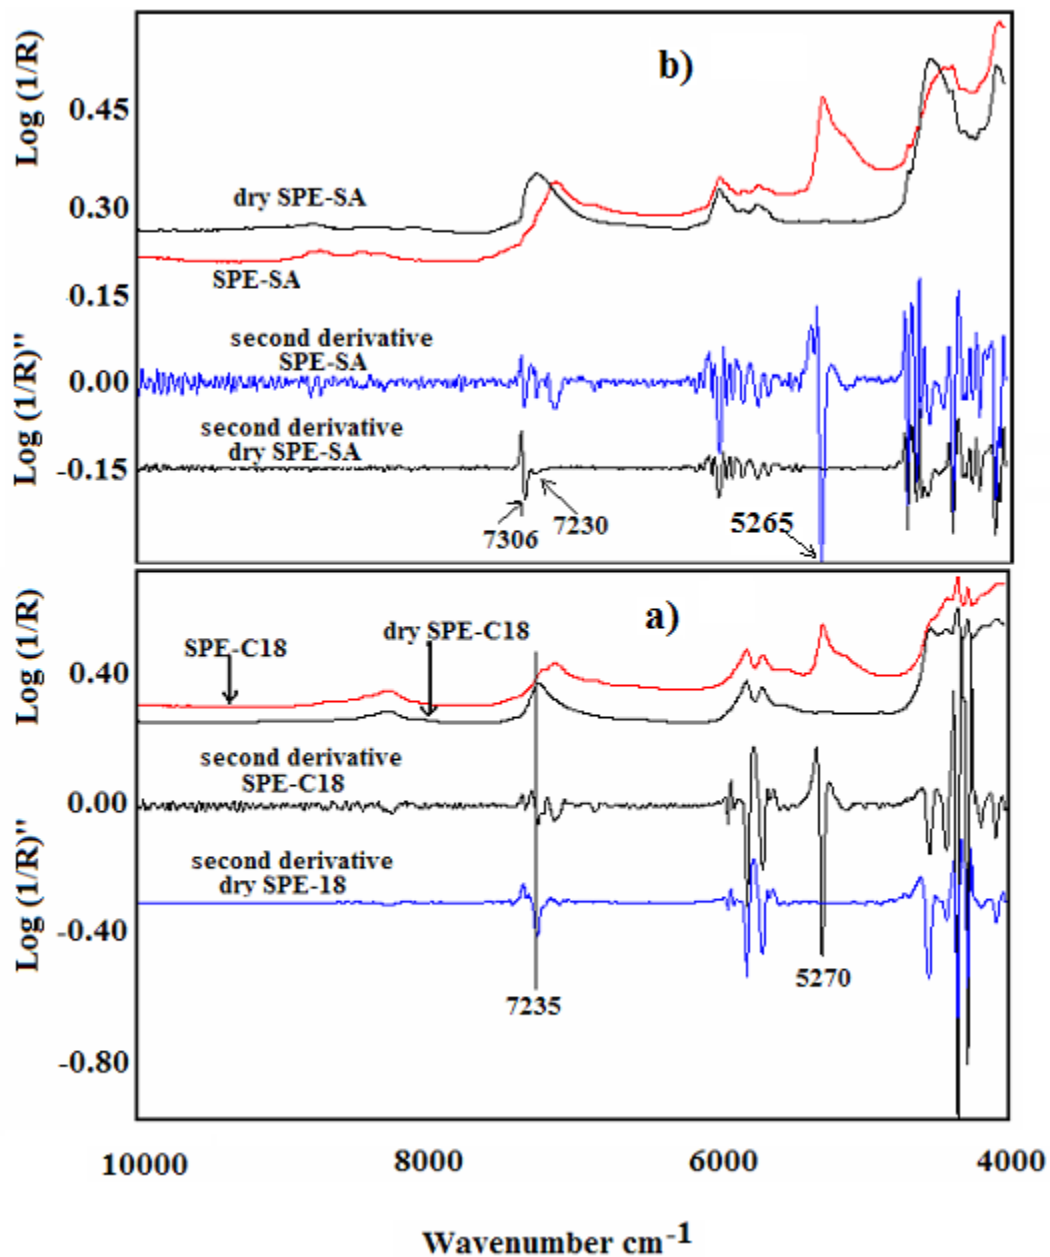 b)
Log (1/R)
0.45
dry SPE-SA
0.30
SPE-SA
-0.15
second derivative
SPE-SA
Log (1/R)"
0.00
second derivative
dry SPE-SA
-0.15
7306
7230
5265
a)
Log (1/R)
SPE-C18
dry SPE-C18
0.40
second derivative
SPE-C18
0.00
Log (1/R)"
second derivative
dry SPE-18
-0.40
7235
5270
-0.80
10000 8000 6000 4000
Wavenumber cm-1